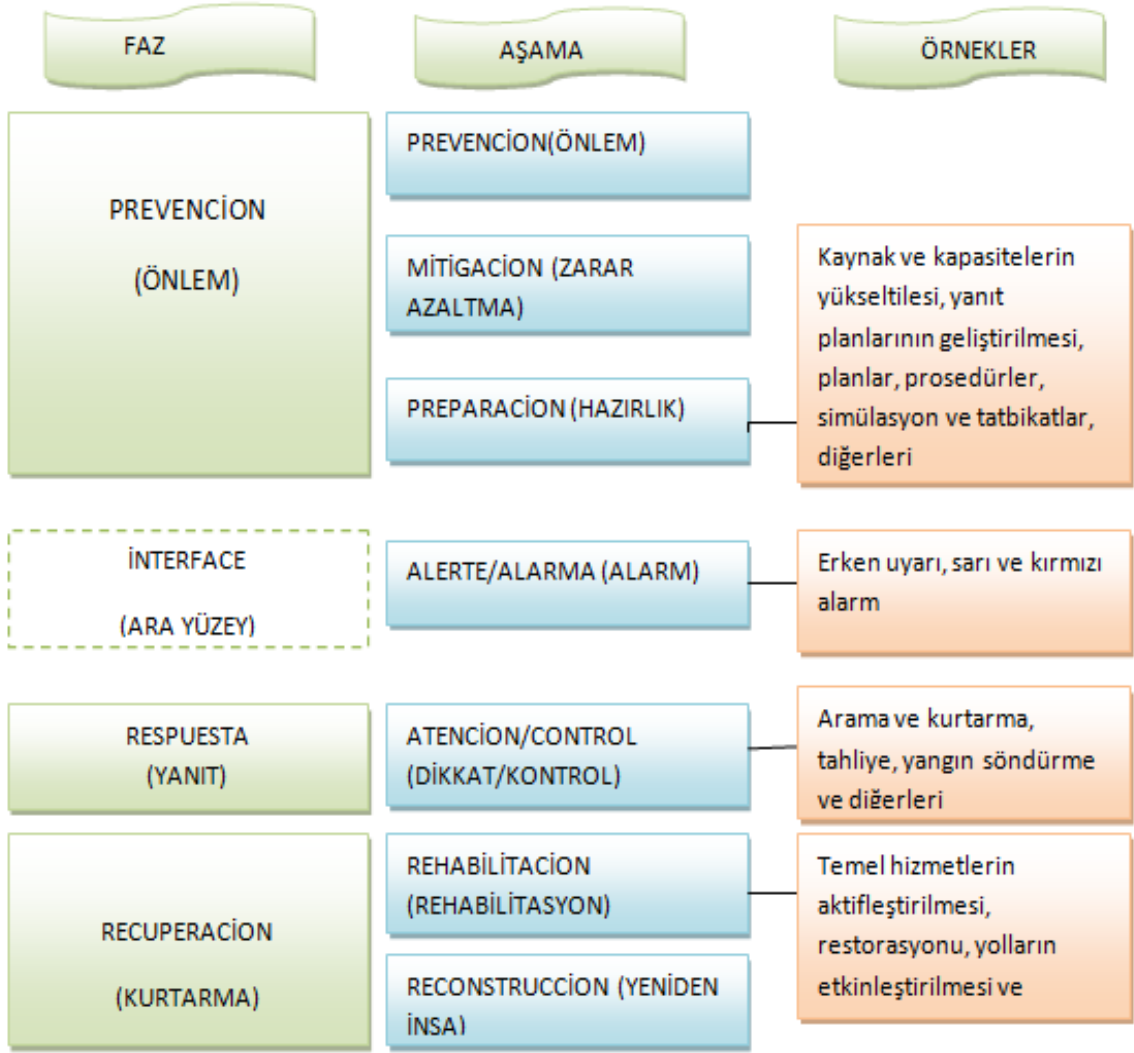 FAZ
AŞAMA
ÖRNEKLER
PREVENCİON
(ÖNLEM)
PREVENCİON(ÖNLEM)
MİTİGACİON (ZARAR
AZALTMA)
PREPARACİON (HAZIRLIK)
Kaynak ve kapasitelerin
yükseltilesi, yanıt
planlarının geliştirilmesi,
planlar, prosedürler,
simülasyon ve tatbikatlar,
diğerleri
İNTERFACE
(ARA YÜZEY)
ALERTE/ALARMA (ALARM)
Erken uyarı, sarı ve kırmızı
alarm
RESPUESTA
(YANIT)
ATENCİON/CONTROL
(DİKKAT/KONTROL)
Arama ve kurtarma,
tahliye, yangın söndürme
ve diğerleri
RECUPERACİON
(KURTARMA)
REHABİLİTACİON
(REHABİLİTASYON)
RECONSTRUCCİON (YENİDEN
İNSA)
Temel hizmetlerin
aktifleştirilmesi,
restorasyonu, yolların
etkinleştirilmesi ve